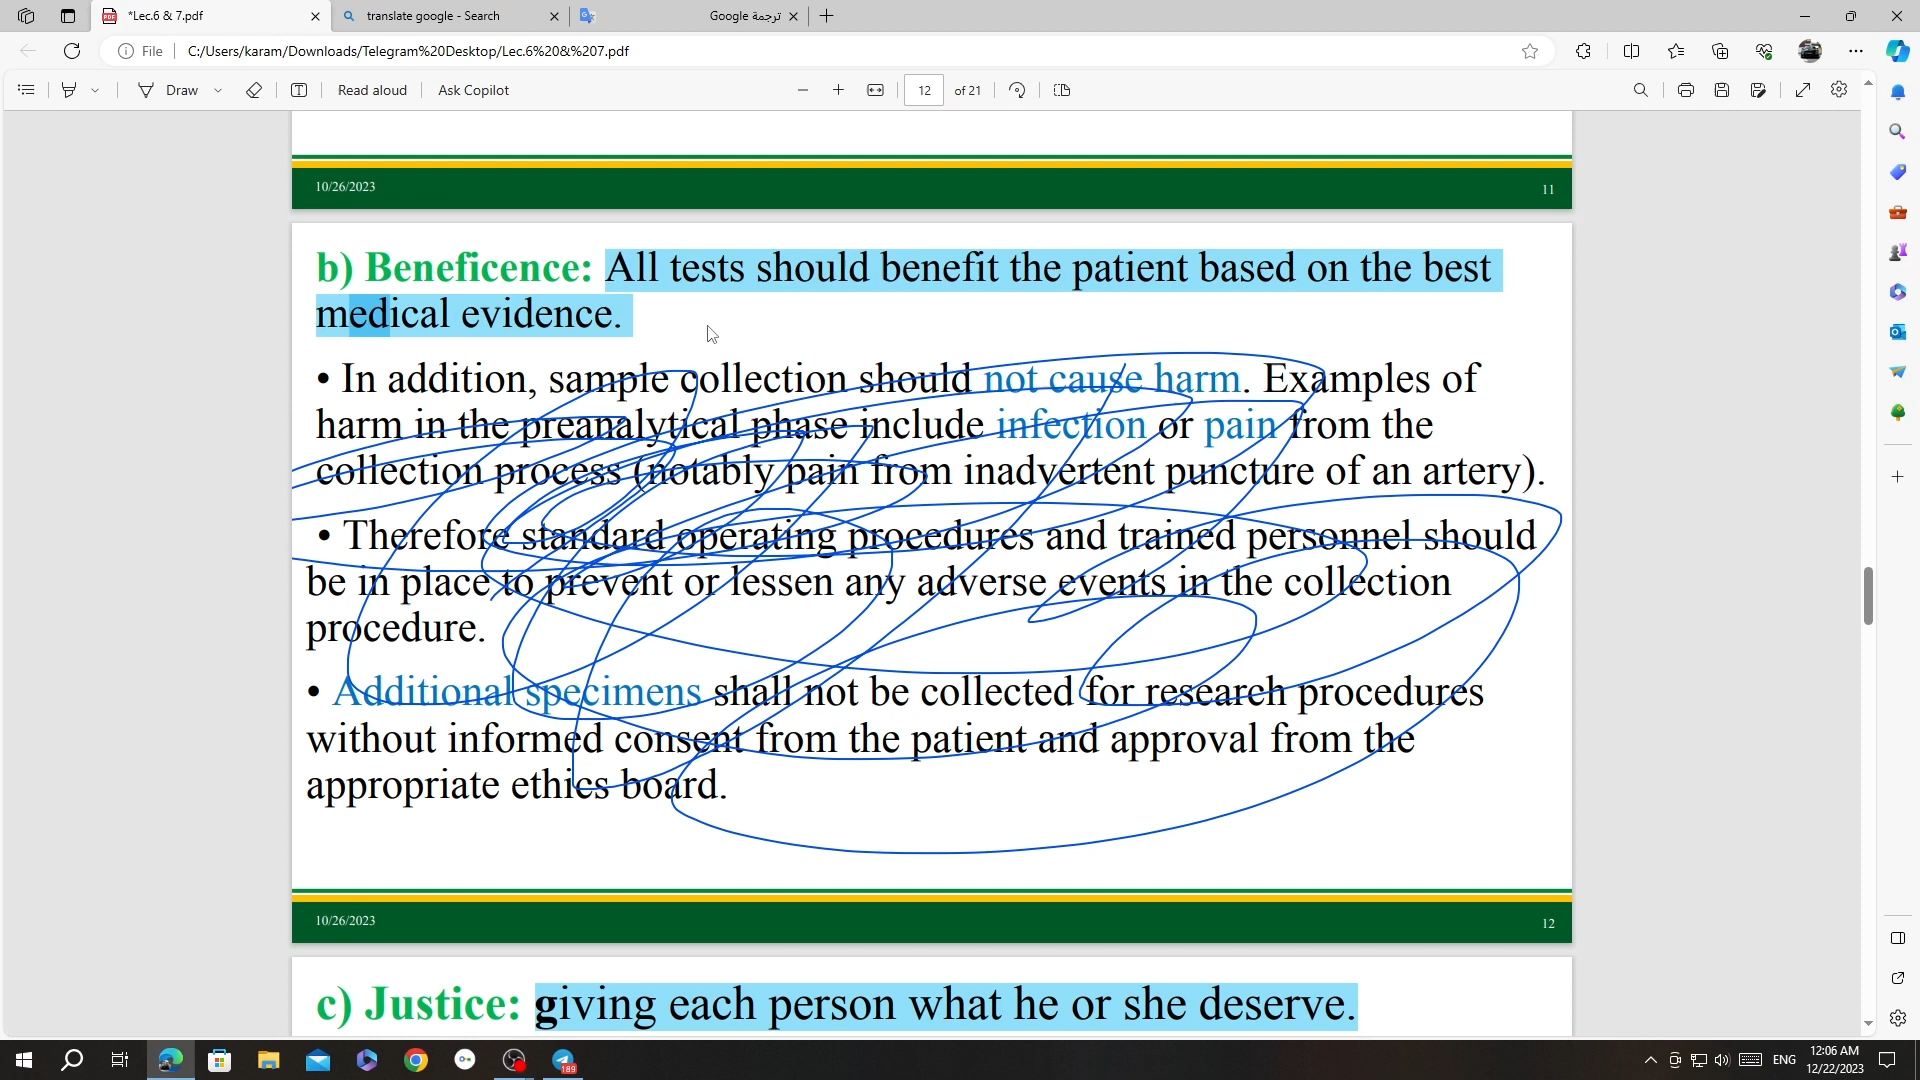 *Lec.6 & 7.pdf
translate google - Search
ترجمة Google
File
C:/Users/karam/Downloads/Telegram%20Desktop/Lec.6%20&%207.pdf
Draw
Read aloud
Ask Copilot
12
of 21
10/26/2023
11
b) Beneficence: All tests should benefit the patient based on the best
medical evidence.
• In addition, sample collection should not cause harm. Examples of
harm in the preanalytical phase include infection or pain from the
collection process (notably pain from inadvertent puncture of an artery).
• Therefore standard operating procedures and trained personnel should
be in place to prevent or lessen any adverse events in the collection
procedure.
• Additional specimens shall not be collected for research procedures
without informed consent from the patient and approval from the
appropriate ethics board.
10/26/2023
12
c) Justice: giving each person what he or she deserve.
189
ENG
12:06 AM
12/22/2023